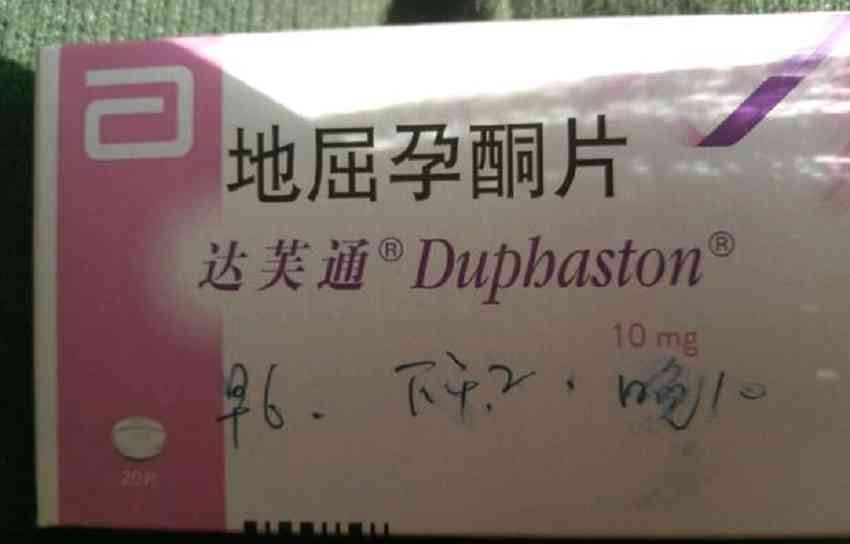 地屈孕酮片
达芙通® Duphaston®
10 mg
早6. 下午.2. 晚10
20片